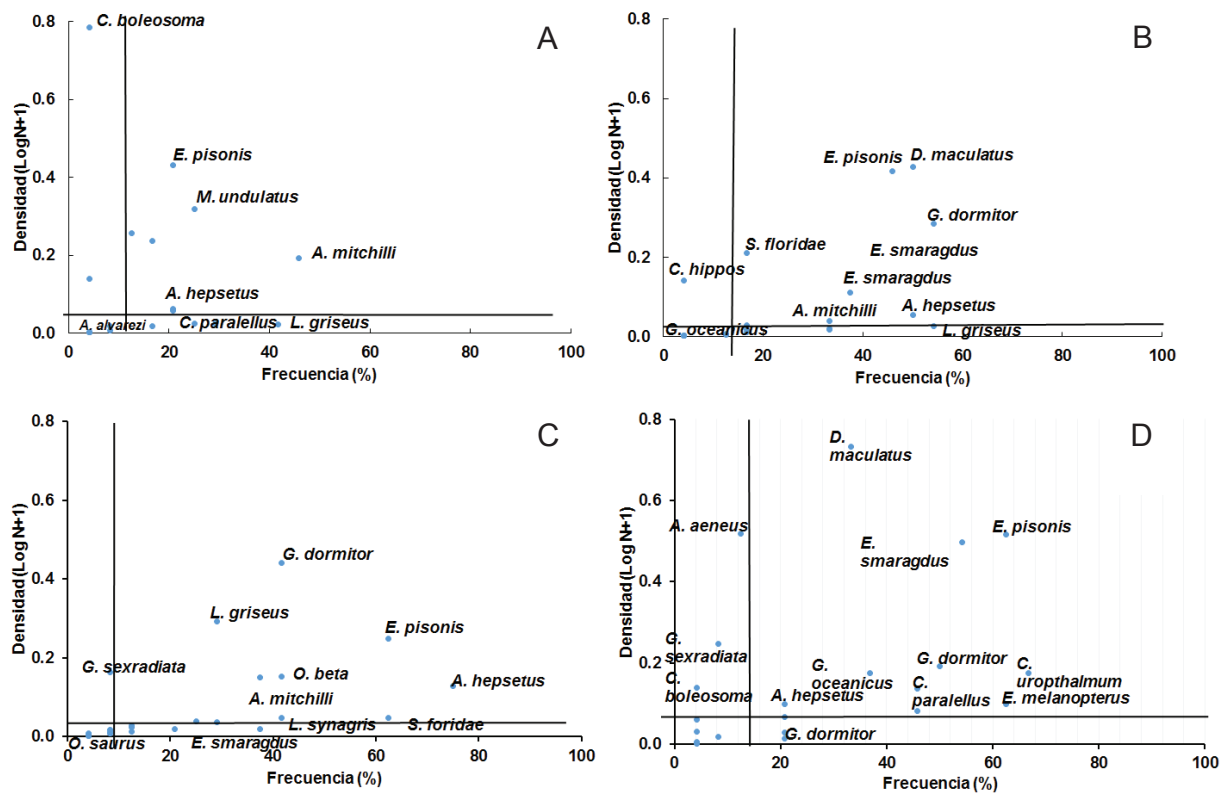 A
0.8
C. boleosoma
0.6
E. pisonis
0.4
M. undulatus
0.2
A. mitchilli
A. hepsetus
A. alvarezi
C. paralellus
L. griseus
0.0
0
20
40
60
80
100
Densidad (Log N+1)
Frecuencia (%)
B
0.8
0.6
0.4
E. pisonis
D. maculatus
G. dormitor
0.2
S. floridae
E. smaragdus
C. hippos
E. smaragdus
A. mitchilli
A. hepsetus
G. oceanicus
L. griseus
0.0
0
20
40
60
80
100
Densidad (Log N+1)
Frecuencia (%)
C
0.8
0.6
0.4
G. dormitor
L. griseus
E. pisonis
0.2
G. sexradiata
O. beta
A. hepsetus
A. mitchilli
L. synagris
S. foridae
O. saurus
E. smaragdus
0.0
0
20
40
60
80
100
Densidad (Log N+1)
Frecuencia (%)
D
0.8
D.
maculatus
0.6
A. aeneus
E. pisonis
E.
smaragdus
0.4
G.
sexradiata
0.2
G.
oceanicus
G. dormitor
C.
uropthalmum
C.
boleosoma
A. hepsetus
C.
paralellus
E. melanopterus
G. dormitor
0.0
0
20
40
60
80
100
Densidad (Log N+1)
Frecuencia (%)